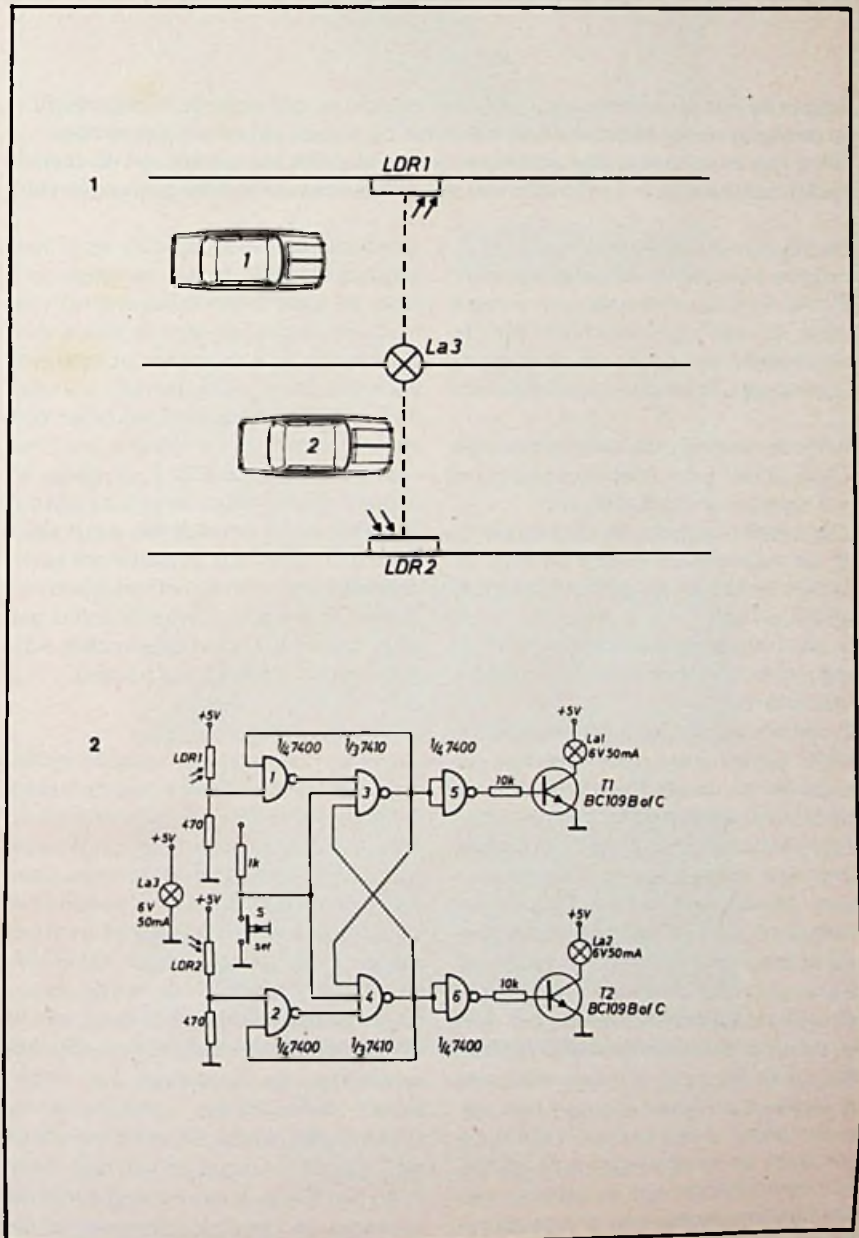 1
LDR1
1
La3
2
LDR2
2
+5V
LDR1
470
+5V
La3
6V
50mA
+5V
LDR2
470
1k
S
set
1/4 7400
1
1/3 7410
3
1/4 7400
5
10k
+5V
La1
6V 50mA
T1
BC109B of C
2
1/4 7400
4
1/3 7410
6
1/4 7400
10k
+5V
La2
6V 50mA
T2
BC109B of C